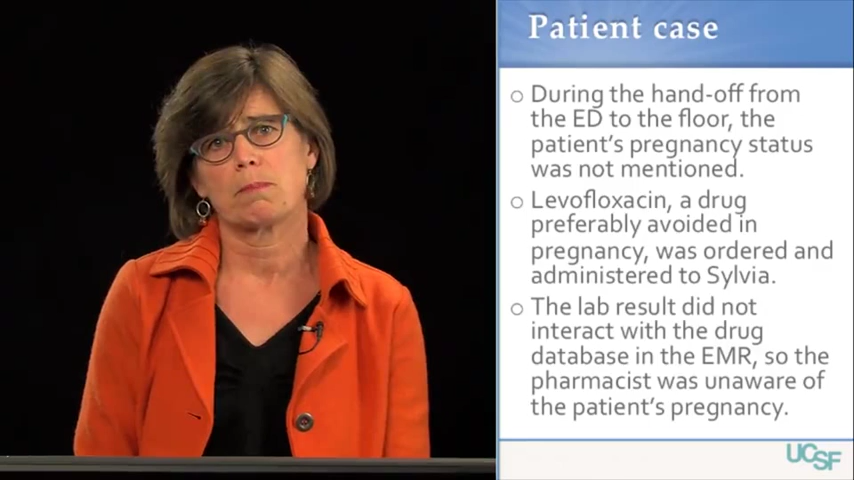 Patient case
During the hand-off from
the ED to the floor, the
patient's pregnancy status
was not mentioned.
Levofloxacin, a drug
preferably avoided in
pregnancy, was ordered and
administered to Sylvia.
The lab result did not
interact with the drug
database in the EMR, so the
pharmacist was unaware of
the patient's pregnancy.
UCSF